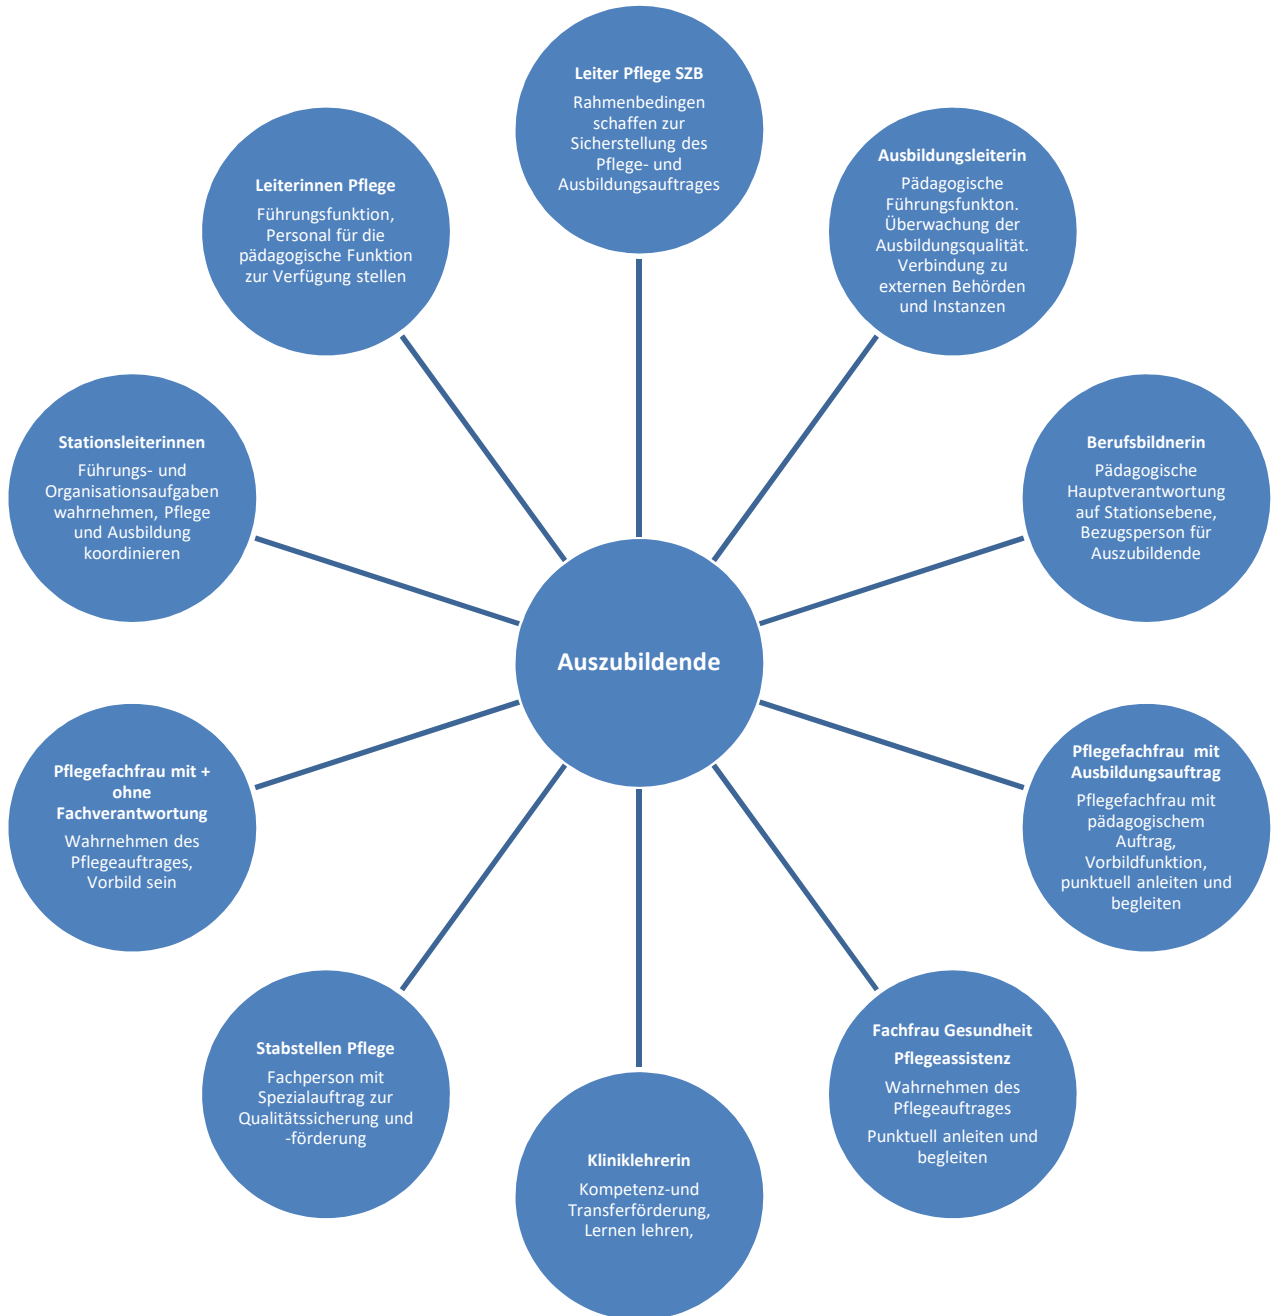 Leiter Pflege SZB
Rahmenbedingen
schaffen zur
Sicherstellung des
Pflege- und
Ausbildungsauftrages
Ausbildungsleiterin
Pädagogische
Führungsfunkton.
Überwachung der
Ausbildungsqualität.
Verbindung zu
externen Behörden
und Instanzen
Berufsbildnerin
Pädagogische
Hauptverantwortung
auf Stationsebene,
Bezugsperson für
Auszubildende
Pflegefachfrau mit
Ausbildungsauftrag
Pflegefachfrau mit
pädagogischem
Auftrag,
Vorbildfunktion,
punktuell anleiten und
begleiten
Fachfrau Gesundheit
Pflegeassistenz
Wahrnehmen des
Pflegeauftrages
Punktuell anleiten und
begleiten
Kliniklehrerin
Kompetenz-und
Transferförderung,
Lernen lehren,
Stabstellen Pflege
Fachperson mit
Spezialauftrag zur
Qualitätssicherung und
-förderung
Pflegefachfrau mit +
ohne
Fachverantwortung
Wahrnehmen des
Pflegeauftrages,
Vorbild sein
Stationsleiterinnen
Führungs- und
Organisationsaufgaben
wahrnehmen, Pflege
und Ausbildung
koordinieren
Leiterinnen Pflege
Führungsfunktion,
Personal für die
pädagogische Funktion
zur Verfügung stellen
Auszubildende